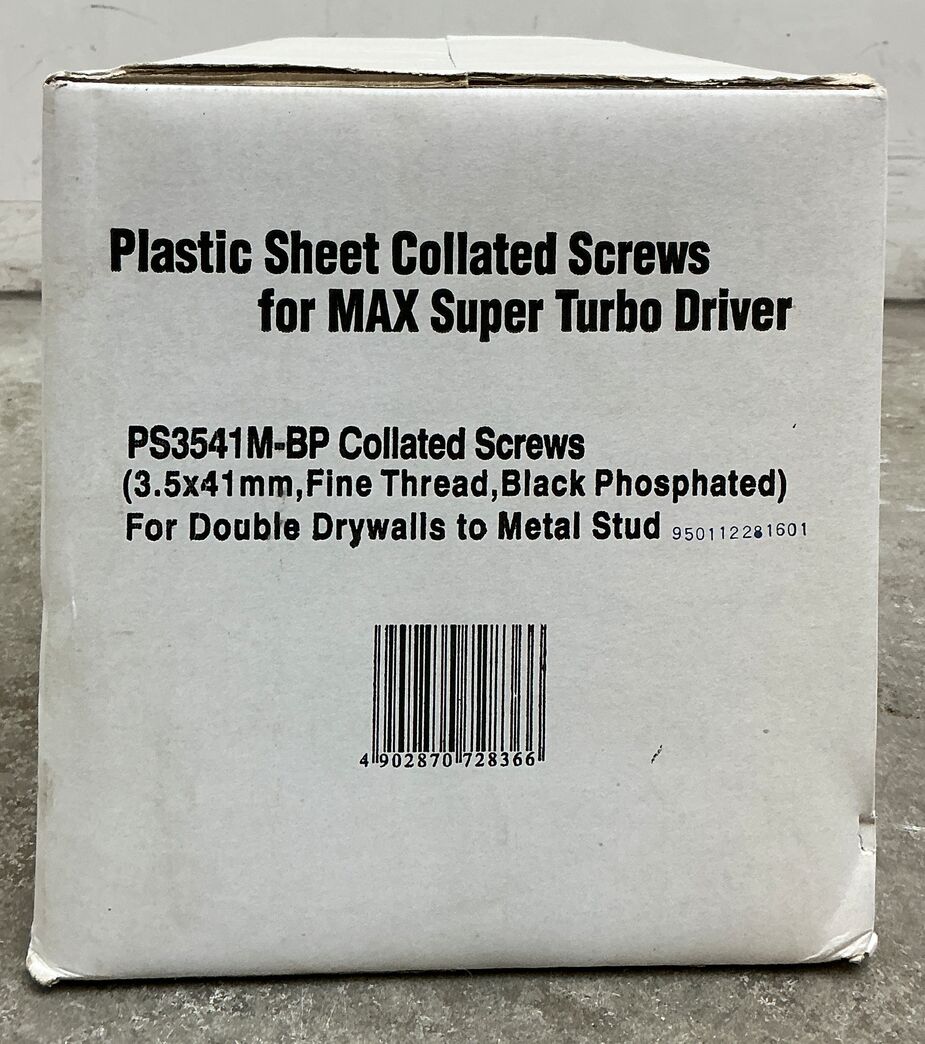 Plastic Sheet Collated Screws
for MAX Super Turbo Driver
PS3541M-BP Collated Screws
(3.5x41mm,Fine Thread,Black Phosphated)
For Double Drywalls to Metal Stud 950112281601
4 902870 728366